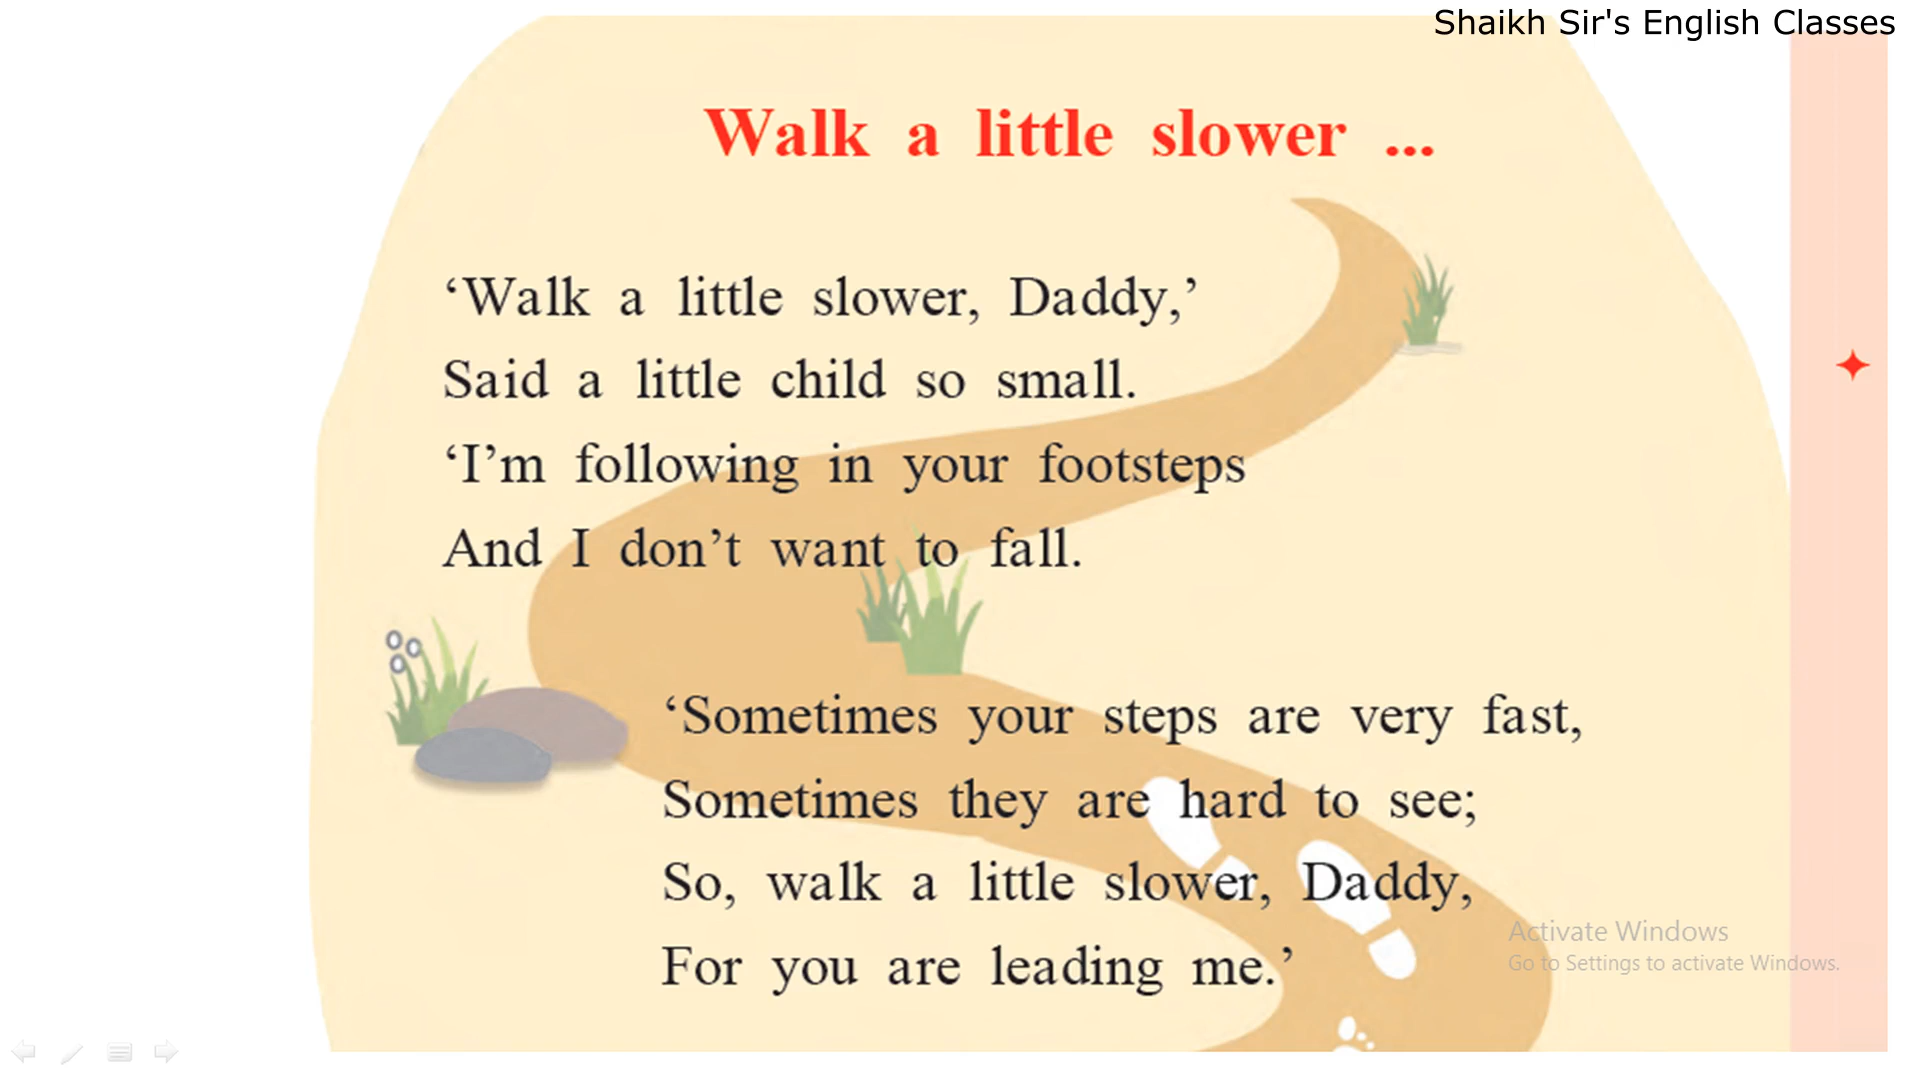 Shaikh Sir's English Classes
Walk a little slower ...
‘Walk a little slower, Daddy,’
Said a little child so small.
‘I’m following in your footsteps
And I don’t want to fall.
‘Sometimes your steps are very fast,
Sometimes they are hard to see;
So, walk a little slower, Daddy,
For you are leading me.’
Activate Windows
Go to Settings to activate Windows.